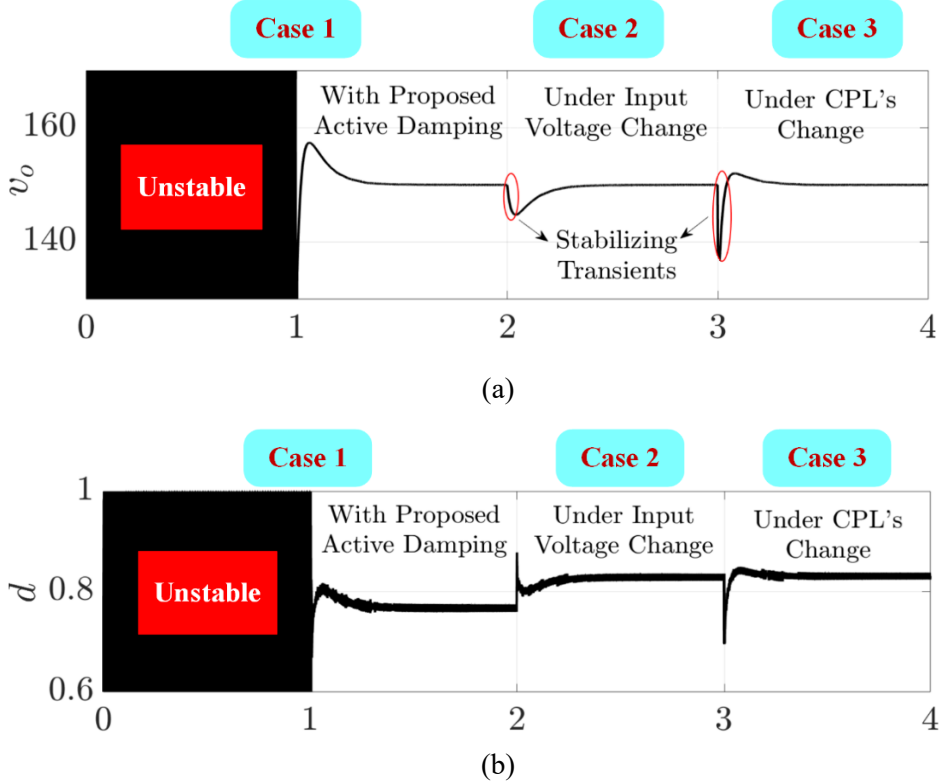 Case 1 Case 2 Case 3
With Proposed Under Input Under CPL's
Active Damping Voltage Change Change
160
Unstable
v_o
140
Stabilizing
Transients
0 1 2 3 4
(a)
Case 1 Case 2 Case 3
1
With Proposed Under Input Under CPL's
Active Damping Voltage Change Change
0.8
Unstable
d
0.6
0 1 2 3 4
(b)